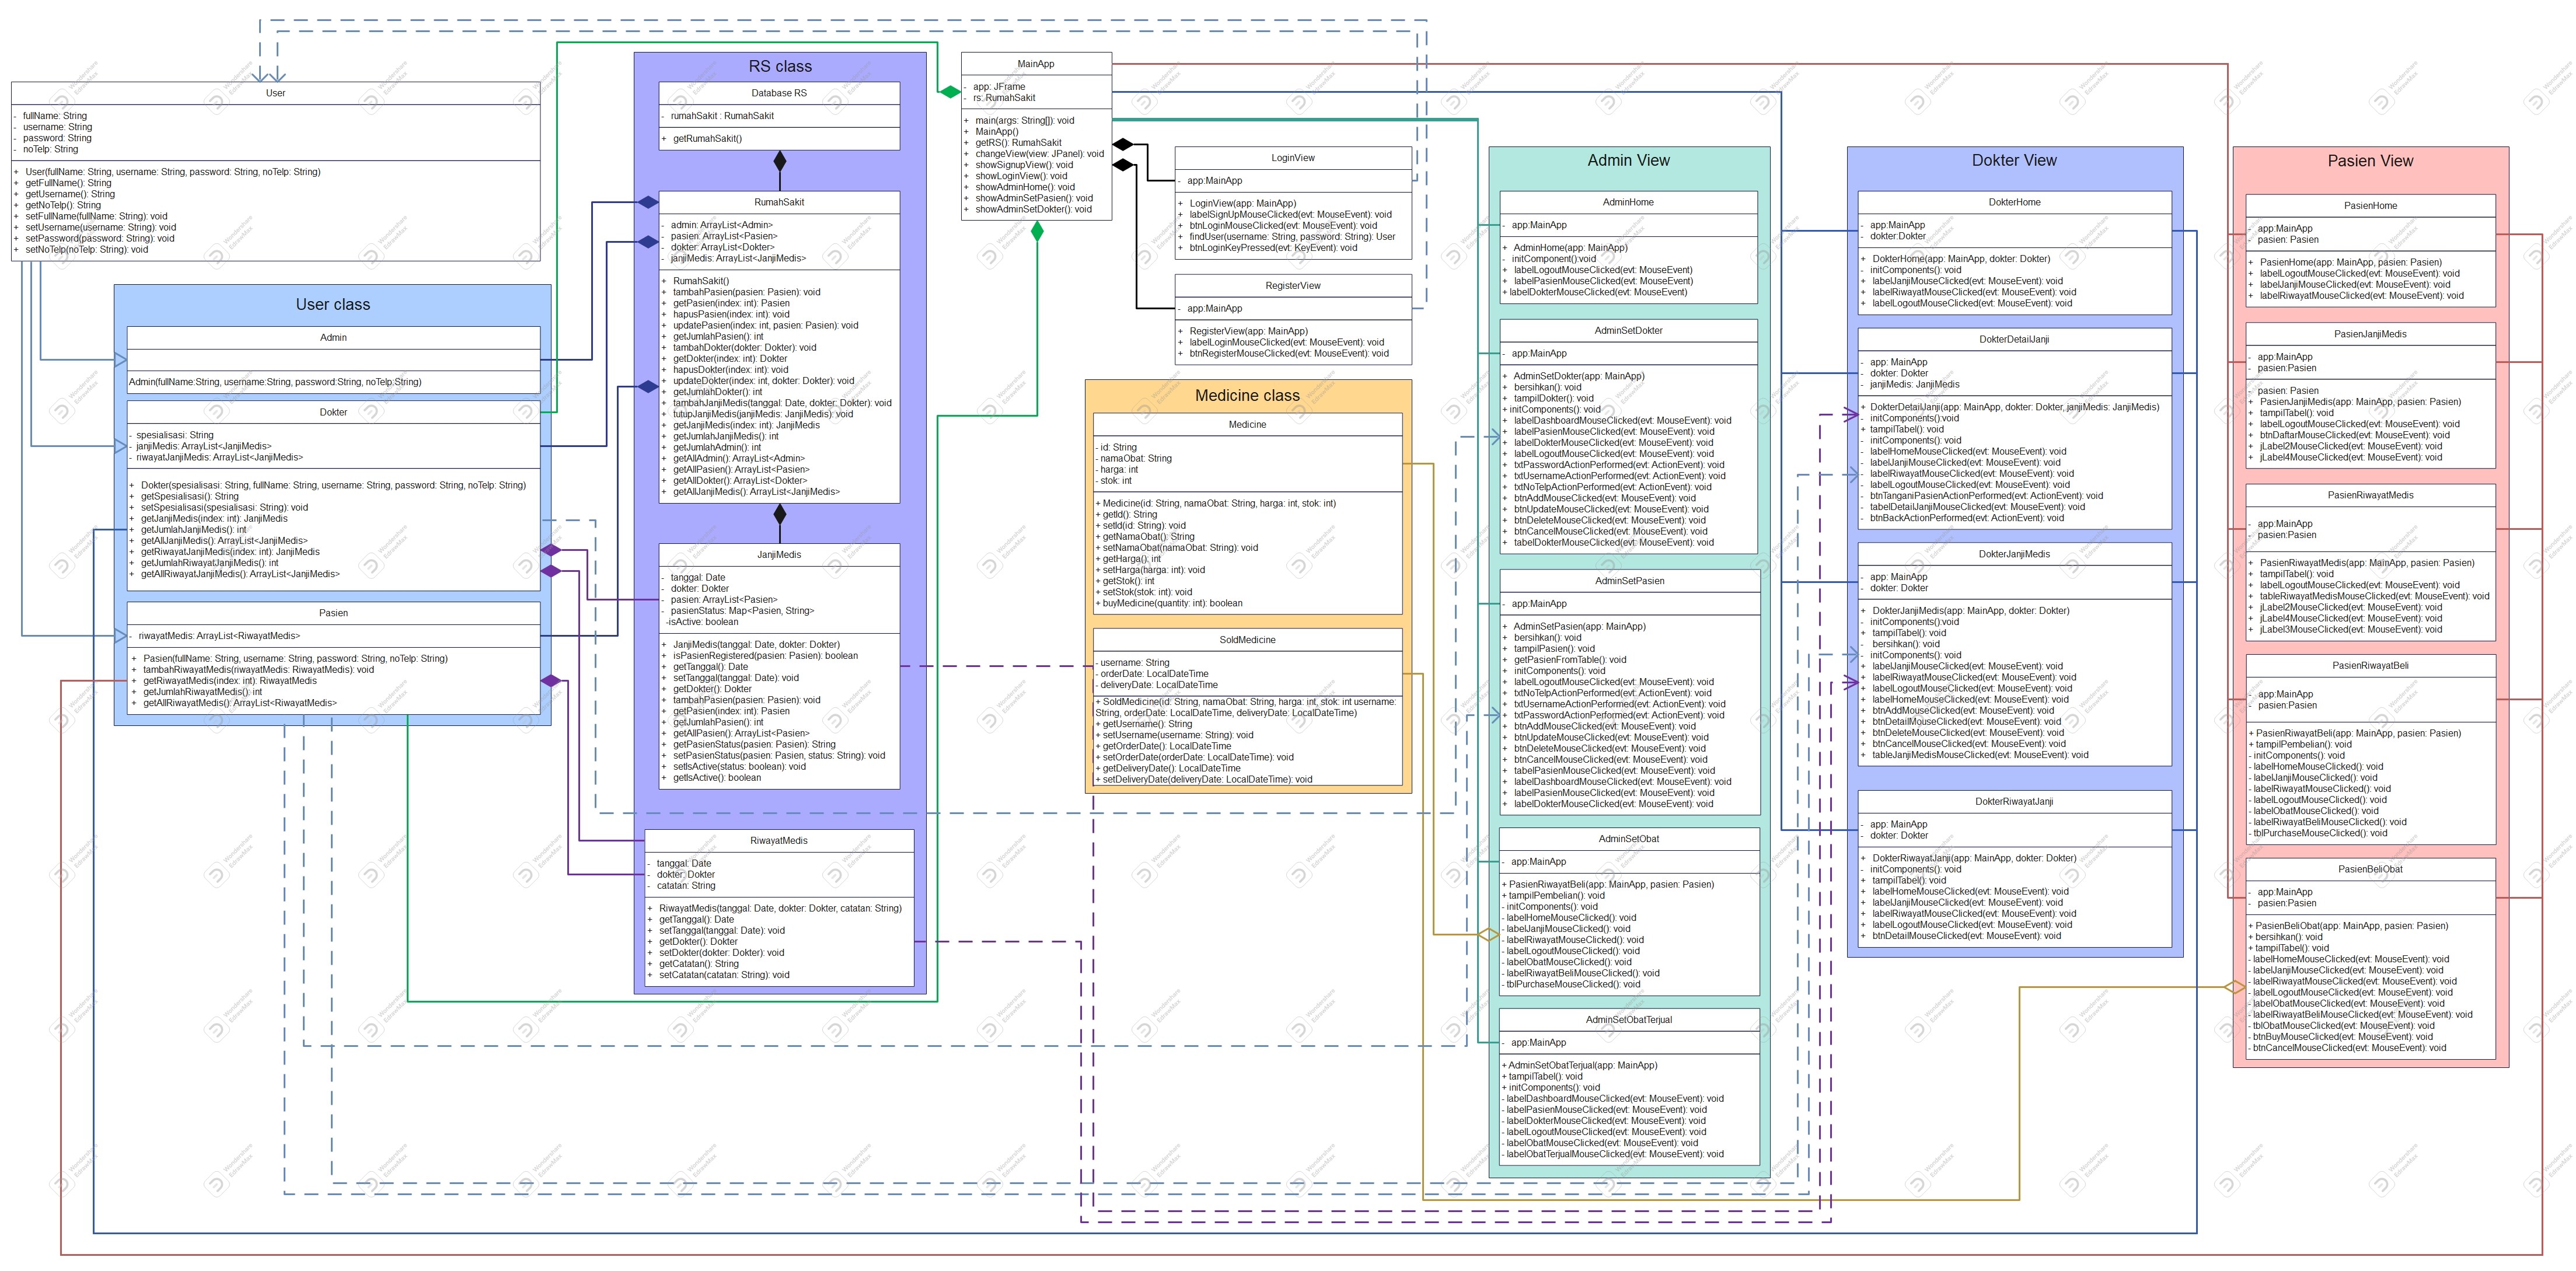 User
- fullName: String
- username: String
- password: String
- noTelp: String
+ User(fullName: String, username: String, password: String, noTelp: String)
+ getFullName(): String
+ getUsername(): String
+ getNoTelp(): String
+ setFullName(fullName: String): void
+ setUsername(username: String): void
+ setPassword(password: String): void
+ setNoTelp(noTelp: String): void
User class
Admin
Admin(fullName:String, username:String, password:String, noTelp:String)
Dokter
- spesialisasi: String
- janjiMedis: ArrayList<JanjiMedis>
- riwayatJanjiMedis: ArrayList<JanjiMedis>
+ Dokter(spesialisasi: String, fullName: String, username: String, password: String, noTelp: String)
+ getSpesialisasi(): String
+ setSpesialisasi(spesialisasi: String): void
+ getJanjiMedis(index: int): JanjiMedis
+ getJumlahJanjiMedis(): int
+ getAllJanjiMedis(): ArrayList<JanjiMedis>
+ getRiwayatJanjiMedis(index: int): JanjiMedis
+ getJumlahRiwayatJanjiMedis(): int
+ getAllRiwayatJanjiMedis(): ArrayList<JanjiMedis>
Pasien
- riwayatMedis: ArrayList<RiwayatMedis>
+ Pasien(fullName: String, username: String, password: String, noTelp: String)
+ tambahRiwayatMedis(riwayatMedis: RiwayatMedis): void
+ getRiwayatMedis(index: int): RiwayatMedis
+ getJumlahRiwayatMedis(): int
+ getAllRiwayatMedis(): ArrayList<RiwayatMedis>
RS class
Database RS
- rumahSakit : RumahSakit
+ getRumahSakit()
RumahSakit
- admin: ArrayList<Admin>
- pasien: ArrayList<Pasien>
- dokter: ArrayList<Dokter>
- janjiMedis: ArrayList<JanjiMedis>
+ RumahSakit()
+ tambahPasien(pasien: Pasien): void
+ getPasien(index: int): Pasien
+ hapusPasien(index: int): void
+ updatePasien(index: int, pasien: Pasien): void
+ getJumlahPasien(): int
+ tambahDokter(dokter: Dokter): void
+ getDokter(index: int): Dokter
+ hapusDokter(index: int): void
+ updateDokter(index: int, dokter: Dokter): void
+ getJumlahDokter(): int
+ tambahJanjiMedis(tanggal: Date, dokter: Dokter): void
+ tutupJanjiMedis(janjiMedis: JanjiMedis): void
+ getJanjiMedis(index: int): JanjiMedis
+ getJumlahJanjiMedis(): int
+ getJumlahAdmin(): int
+ getAllAdmin(): ArrayList<Admin>
+ getAllPasien(): ArrayList<Pasien>
+ getAllDokter(): ArrayList<Dokter>
+ getAllJanjiMedis(): ArrayList<JanjiMedis>
JanjiMedis
- tanggal: Date
- dokter: Dokter
- pasien: ArrayList<Pasien>
- pasienStatus: Map<Pasien, String>
-isActive: boolean
+ JanjiMedis(tanggal: Date, dokter: Dokter)
+ isPasienRegistered(pasien: Pasien): boolean
+ getTanggal(): Date
+ setTanggal(tanggal: Date): void
+ getDokter(): Dokter
+ tambahPasien(pasien: Pasien): void
+ getPasien(index: int): Pasien
+ getJumlahPasien(): int
+ getAllPasien(): ArrayList<Pasien>
+ getPasienStatus(pasien: Pasien): String
+ setPasienStatus(pasien: Pasien, status: String): void
+ setIsActive(status: boolean): void
+ getIsActive(): boolean
RiwayatMedis
- tanggal: Date
- dokter: Dokter
- catatan: String
+ RiwayatMedis(tanggal: Date, dokter: Dokter, catatan: String)
+ getTanggal(): Date
+ setTanggal(tanggal: Date): void
+ getDokter(): Dokter
+ setDokter(dokter: Dokter): void
+ getCatatan(): String
+ setCatatan(catatan: String): void
MainApp
- app: JFrame
- rs: RumahSakit
+ main(args: String[]): void
+ MainApp()
+ getRS(): RumahSakit
+ changeView(view: JPanel): void
+ showSignupView(): void
+ showLoginView(): void
+ showAdminHome(): void
+ showAdminSetPasien(): void
+ showAdminSetDokter(): void
LoginView
- app:MainApp
+ LoginView(app: MainApp)
+ labelSignUpMouseClicked(evt: MouseEvent): void
+ btnLoginMouseClicked(evt: MouseEvent): void
+ findUser(username: String, password: String): User
+ btnLoginKeyPressed(evt: KeyEvent): void
RegisterView
- app:MainApp
+ RegisterView(app: MainApp)
+ labelLoginMouseClicked(evt: MouseEvent): void
+ btnRegisterMouseClicked(evt: MouseEvent): void
Medicine class
Medicine
- id: String
- namaObat: String
- harga: int
- stok: int
+ Medicine(id: String, namaObat: String, harga: int, stok: int)
+ getId(): String
+ setId(id: String): void
+ getNamaObat(): String
+ setNamaObat(namaObat: String): void
+ getHarga(): int
+ setHarga(harga: int): void
+ getStok(): int
+ setStok(stok: int): void
+ buyMedicine(quantity: int): boolean
SoldMedicine
- username: String
- orderDate: LocalDateTime
- deliveryDate: LocalDateTime
+ SoldMedicine(id: String, namaObat: String, harga: int, stok: int username:
String, orderDate: LocalDateTime, deliveryDate: LocalDateTime)
+ getUsername(): String
+ setUsername(username: String): void
+ getOrderDate(): LocalDateTime
+ setOrderDate(orderDate: LocalDateTime): void
+ getDeliveryDate(): LocalDateTime
+ setDeliveryDate(deliveryDate: LocalDateTime): void
Admin View
AdminHome
- app:MainApp
+ AdminHome(app: MainApp)
- initComponent():void
+ labelLogoutMouseClicked(evt: MouseEvent)
+ labelPasienMouseClicked(evt: MouseEvent)
+ labelDokterMouseClicked(evt: MouseEvent)
AdminSetDokter
- app:MainApp
+ AdminSetDokter(app: MainApp)
+ bersihkan(): void
+ tampilDokter(): void
+ initComponents(): void
+ labelDashboardMouseClicked(evt: MouseEvent): void
+ labelPasienMouseClicked(evt: MouseEvent): void
+ labelDokterMouseClicked(evt: MouseEvent): void
+ labelLogoutMouseClicked(evt: MouseEvent): void
+ txtPasswordActionPerformed(evt: ActionEvent): void
+ txtUsernameActionPerformed(evt: ActionEvent): void
+ txtNoTelpActionPerformed(evt: ActionEvent): void
+ btnAddMouseClicked(evt: MouseEvent): void
+ btnUpdateMouseClicked(evt: MouseEvent): void
+ btnDeleteMouseClicked(evt: MouseEvent): void
+ btnCancelMouseClicked(evt: MouseEvent): void
+ tabelDokterMouseClicked(evt: MouseEvent): void
AdminSetPasien
- app:MainApp
+ AdminSetPasien(app: MainApp)
+ bersihkan(): void
+ tampilPasien(): void
+ getPasienFromTable(): void
+ initComponents(): void
+ labelLogoutMouseClicked(evt: MouseEvent): void
+ txtNoTelpActionPerformed(evt: ActionEvent): void
+ txtUsernameActionPerformed(evt: ActionEvent): void
+ txtPasswordActionPerformed(evt: ActionEvent): void
+ btnAddMouseClicked(evt: MouseEvent): void
+ btnUpdateMouseClicked(evt: MouseEvent): void
+ btnDeleteMouseClicked(evt: MouseEvent): void
+ btnCancelMouseClicked(evt: MouseEvent): void
+ tabelPasienMouseClicked(evt: MouseEvent): void
+ labelDashboardMouseClicked(evt: MouseEvent): void
+ labelPasienMouseClicked(evt: MouseEvent): void
+ labelDokterMouseClicked(evt: MouseEvent): void
AdminSetObat
- app:MainApp
+ PasienRiwayatBeli(app: MainApp, pasien: Pasien)
+ tampilPembelian(): void
- initComponents(): void
- labelHomeMouseClicked(): void
- labelJanjiMouseClicked(): void
- labelRiwayatMouseClicked(): void
- labelLogoutMouseClicked(): void
- labelObatMouseClicked(): void
- labelRiwayatBeliMouseClicked(): void
- tblPurchaseMouseClicked(): void
AdminSetObatTerjual
- app:MainApp
+ AdminSetObatTerjual(app: MainApp)
+ tampilTabel(): void
+ initComponents(): void
- labelDashboardMouseClicked(evt: MouseEvent): void
- labelPasienMouseClicked(evt: MouseEvent): void
- labelDokterMouseClicked(evt: MouseEvent): void
- labelLogoutMouseClicked(evt: MouseEvent): void
- labelObatMouseClicked(evt: MouseEvent): void
- labelObatTerjualMouseClicked(evt: MouseEvent): void
Dokter View
DokterHome
- app:MainApp
- dokter:Dokter
+ DokterHome(app: MainApp, dokter: Dokter)
- initComponents(): void
+ labelJanjiMouseClicked(evt: MouseEvent): void
+ labelRiwayatMouseClicked(evt: MouseEvent): void
+ labelLogoutMouseClicked(evt: MouseEvent): void
DokterDetailJanji
- app: MainApp
- dokter: Dokter
- janjiMedis: JanjiMedis
+ DokterDetailJanji(app: MainApp, dokter: Dokter, janjiMedis: JanjiMedis)
- initComponents():void
+ tampilTabel(): void
- initComponents(): void
+ labelHomeMouseClicked(evt: MouseEvent): void
+ labelJanjiMouseClicked(evt: MouseEvent): void
+ labelRiwayatMouseClicked(evt: MouseEvent): void
+ labelLogoutMouseClicked(evt: MouseEvent): void
+ btnTanganiPasienActionPerformed(evt: ActionEvent): void
+ tabelDetailJanjiMouseClicked(evt: MouseEvent): void
+ btnBackActionPerformed(evt: ActionEvent): void
DokterJanjiMedis
- app: MainApp
- dokter: Dokter
+ DokterJanjiMedis(app: MainApp, dokter: Dokter)
- initComponents():void
+ tampilTabel(): void
- bersihkan(): void
- initComponents(): void
+ labelJanjiMouseClicked(evt: MouseEvent): void
+ labelRiwayatMouseClicked(evt: MouseEvent): void
+ labelLogoutMouseClicked(evt: MouseEvent): void
+ labelHomeMouseClicked(evt: MouseEvent): void
+ btnAddMouseClicked(evt: MouseEvent): void
+ btnDetailMouseClicked(evt: MouseEvent): void
+ btnDeleteMouseClicked(evt: MouseEvent): void
+ btnCancelMouseClicked(evt: MouseEvent): void
+ tableJanjiMedisMouseClicked(evt: MouseEvent): void
DokterRiwayatJanji
- app: MainApp
- dokter: Dokter
+ DokterRiwayatJanji(app: MainApp, dokter: Dokter)
- initComponents(): void
+ tampilTabel(): void
+ labelHomeMouseClicked(evt: MouseEvent): void
+ labelJanjiMouseClicked(evt: MouseEvent): void
+ labelRiwayatMouseClicked(evt: MouseEvent): void
+ labelLogoutMouseClicked(evt: MouseEvent): void
+ btnDetailMouseClicked(evt: MouseEvent): void
Pasien View
PasienHome
- app:MainApp
- pasien: Pasien
+ PasienHome(app: MainApp, pasien: Pasien)
+ labelLogoutMouseClicked(evt: MouseEvent): void
+ labelJanjiMouseClicked(evt: MouseEvent): void
+ labelRiwayatMouseClicked(evt: MouseEvent): void
PasienJanjiMedis
- app:MainApp
- pasien:Pasien
- pasien: Pasien
+ PasienJanjiMedis(app: MainApp, pasien: Pasien)
+ tampilTabel(): void
+ labelLogoutMouseClicked(evt: MouseEvent): void
+ btnDaftarMouseClicked(evt: MouseEvent): void
+ jLabel2MouseClicked(evt: MouseEvent): void
+ jLabel4MouseClicked(evt: MouseEvent): void
PasienRiwayatMedis
- app:MainApp
- pasien:Pasien
+ PasienRiwayatMedis(app: MainApp, pasien: Pasien)
+ tampilTabel(): void
+ labelLogoutMouseClicked(evt: MouseEvent): void
+ tableRiwayatMedisMouseClicked(evt: MouseEvent): void
+ jLabel2MouseClicked(evt: MouseEvent): void
+ jLabel4MouseClicked(evt: MouseEvent): void
+ jLabel3MouseClicked(evt: MouseEvent): void
PasienRiwayatBeli
- app:MainApp
- pasien:Pasien
+ PasienRiwayatBeli(app: MainApp, pasien: Pasien)
+ tampilPembelian(): void
- initComponents(): void
- labelHomeMouseClicked(): void
- labelJanjiMouseClicked(): void
- labelRiwayatMouseClicked(): void
- labelLogoutMouseClicked(): void
- labelObatMouseClicked(): void
- labelRiwayatBeliMouseClicked(): void
- tblPurchaseMouseClicked(): void
PasienBeliObat
- app:MainApp
- pasien:Pasien
+ PasienBeliObat(app: MainApp, pasien: Pasien)
+ bersihkan(): void
+ tampilTabel(): void
- labelHomeMouseClicked(evt: MouseEvent): void
- labelJanjiMouseClicked(evt: MouseEvent): void
- labelRiwayatMouseClicked(evt: MouseEvent): void
- labelLogoutMouseClicked(evt: MouseEvent): void
- labelObatMouseClicked(evt: MouseEvent): void
- labelRiwayatBeliMouseClicked(evt: MouseEvent): void
- tblObatMouseClicked(evt: MouseEvent): void
- btnBuyMouseClicked(evt: MouseEvent): void
- btnCancelMouseClicked(evt: MouseEvent): void
Wondershare
EdrawMax